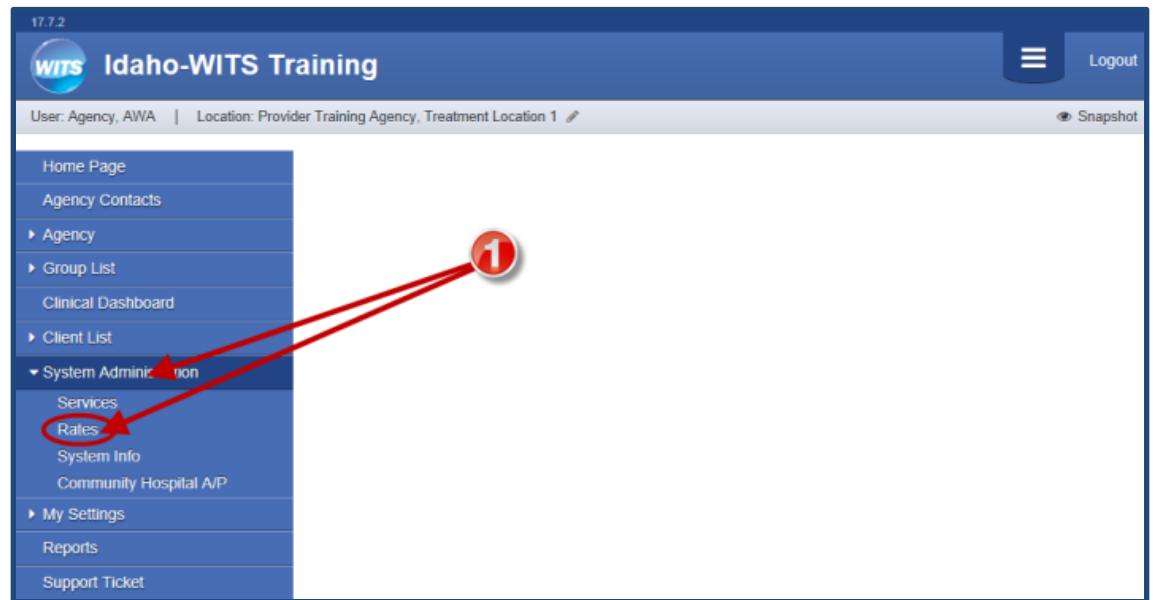 17.7.2
WITS Idaho-WITS Training
Logout
User: Agency, AWA | Location: Provider Training Agency, Treatment Location 1
Snapshot
Home Page
Agency Contacts
Agency
1
Group List
Clinical Dashboard
Client List
System Administration
Services
Rates
System Info
Community Hospital A/P
My Settings
Reports
Support Ticket